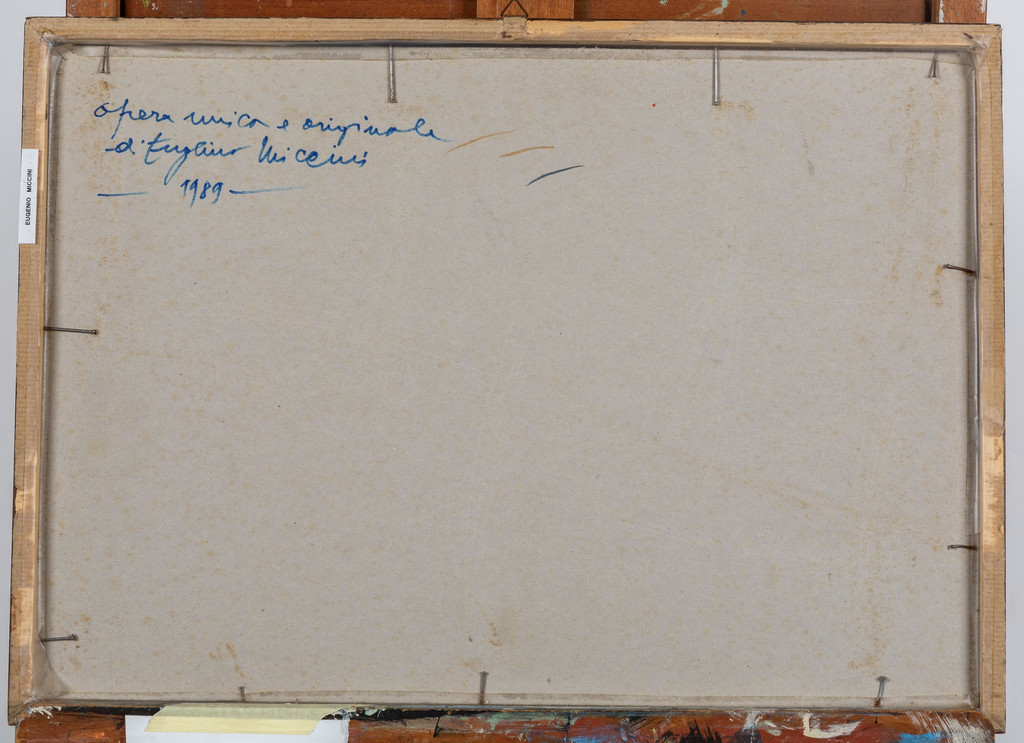 opera unica e originale
di Eugenio Miccini
— 1989 —
EUGENIO MICCINI